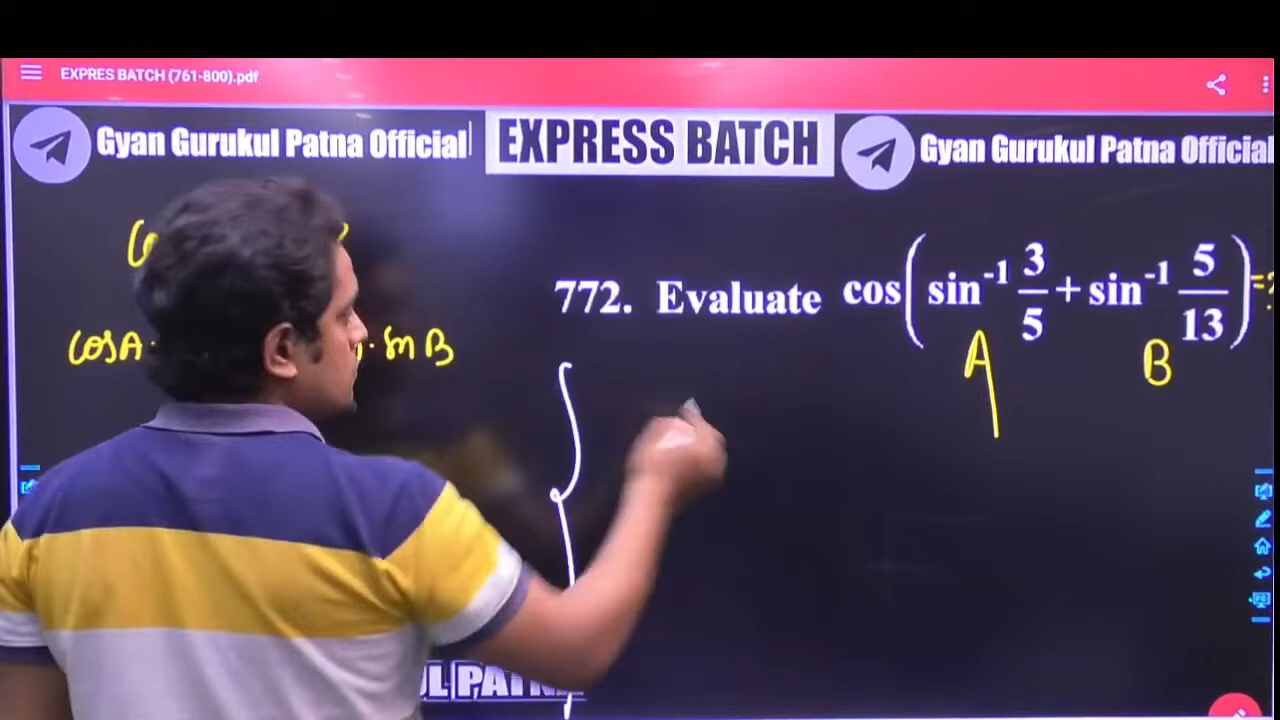 EXPRES BATCH (761-800).pdf
Gyan Gurukul Patna Official
EXPRESS BATCH
Gyan Gurukul Patna Official
772. Evaluate cos(sin⁻¹ 3/5 + sin⁻¹ 5/13) =?
A B
cosA. . sin B